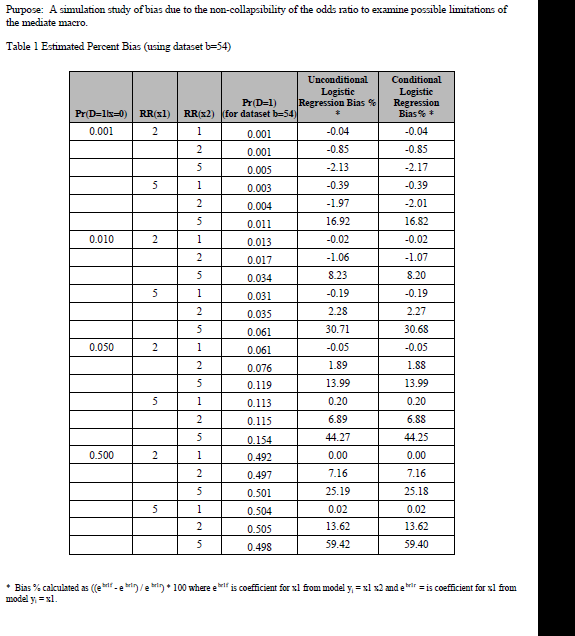 Purpose: A simulation study of bias due to the non-collapsibility of the odds ratio to examine possible limitations of
the mediate macro.
Table 1 Estimated Percent Bias (using dataset b=54)
Pr(D=1|x=0) RR(x1) RR(x2) Pr(D=1) (for dataset b=54) Unconditional Logistic Regression Bias % * Conditional Logistic Regression Bias% *
0.001 2 1 0.001 -0.04 -0.04
2 0.001 -0.85 -0.85
5 0.005 -2.13 -2.17
5 1 0.003 -0.39 -0.39
2 0.004 -1.97 -2.01
5 0.011 16.92 16.82
0.010 2 1 0.013 -0.02 -0.02
2 0.017 -1.06 -1.07
5 0.034 8.23 8.20
5 1 0.031 -0.19 -0.19
2 0.035 2.28 2.27
5 0.061 30.71 30.68
0.050 2 1 0.061 -0.05 -0.05
2 0.076 1.89 1.88
5 0.119 13.99 13.99
5 1 0.113 0.20 0.20
2 0.115 6.89 6.88
5 0.154 44.27 44.25
0.500 2 1 0.492 0.00 0.00
2 0.497 7.16 7.16
5 0.501 25.19 25.18
5 1 0.504 0.02 0.02
2 0.505 13.62 13.62
5 0.498 59.42 59.40
* Bias % calculated as ((e - e ) / e ) * 100 where e is coefficient for x1 from model y, = x1 x2 and e = is coefficient for x1 from
model y, = x1.